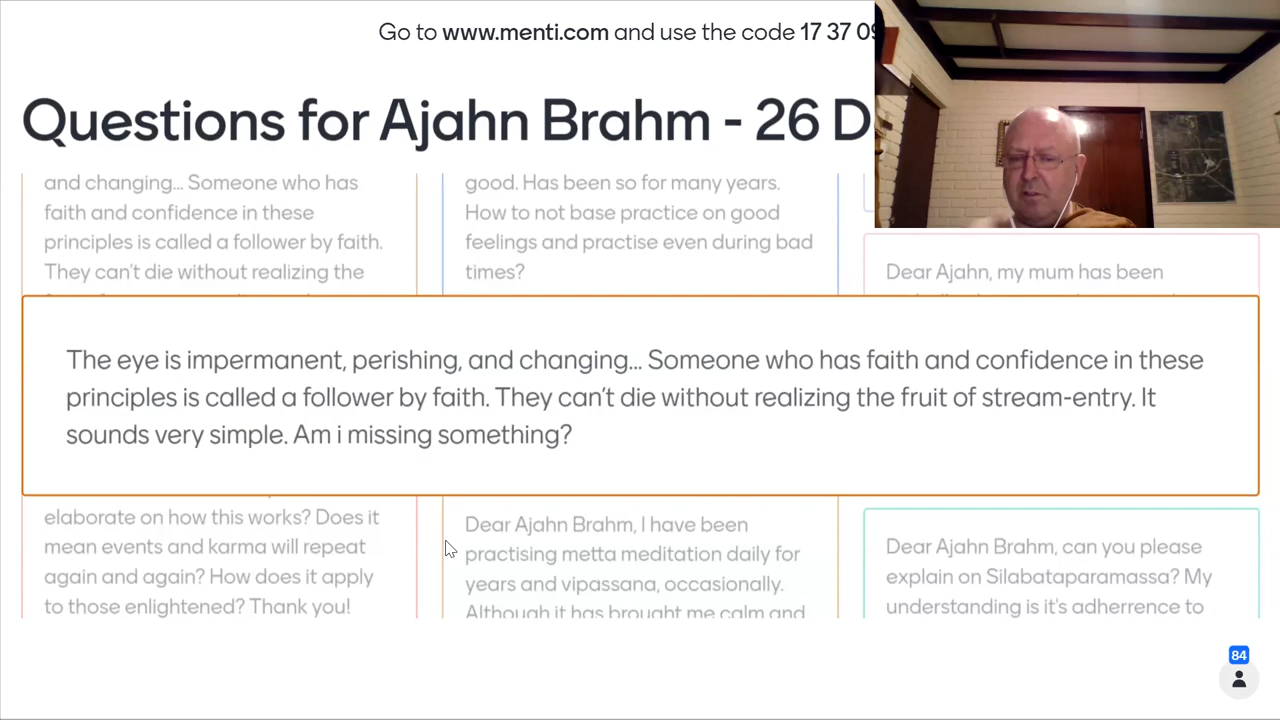 Go to www.menti.com and use the code 17 37 09
Questions for Ajahn Brahm - 26 D
and changing... Someone who has
faith and confidence in these
principles is called a follower by faith.
They can't die without realizing the
good. Has been so for many years.
How to not base practice on good
feelings and practise even during bad
times?
Dear Ajahn, my mum has been
The eye is impermanent, perishing, and changing... Someone who has faith and confidence in these
principles is called a follower by faith. They can't die without realizing the fruit of stream-entry. It
sounds very simple. Am i missing something?
elaborate on how this works? Does it
mean events and karma will repeat
again and again? How does it apply
to those enlightened? Thank you!
Dear Ajahn Brahm, I have been
practising metta meditation daily for
years and vipassana, occasionally.
Although it has brought me calm and
Dear Ajahn Brahm, can you please
explain on Silabataparamassa? My
understanding is it's adherrence to
84